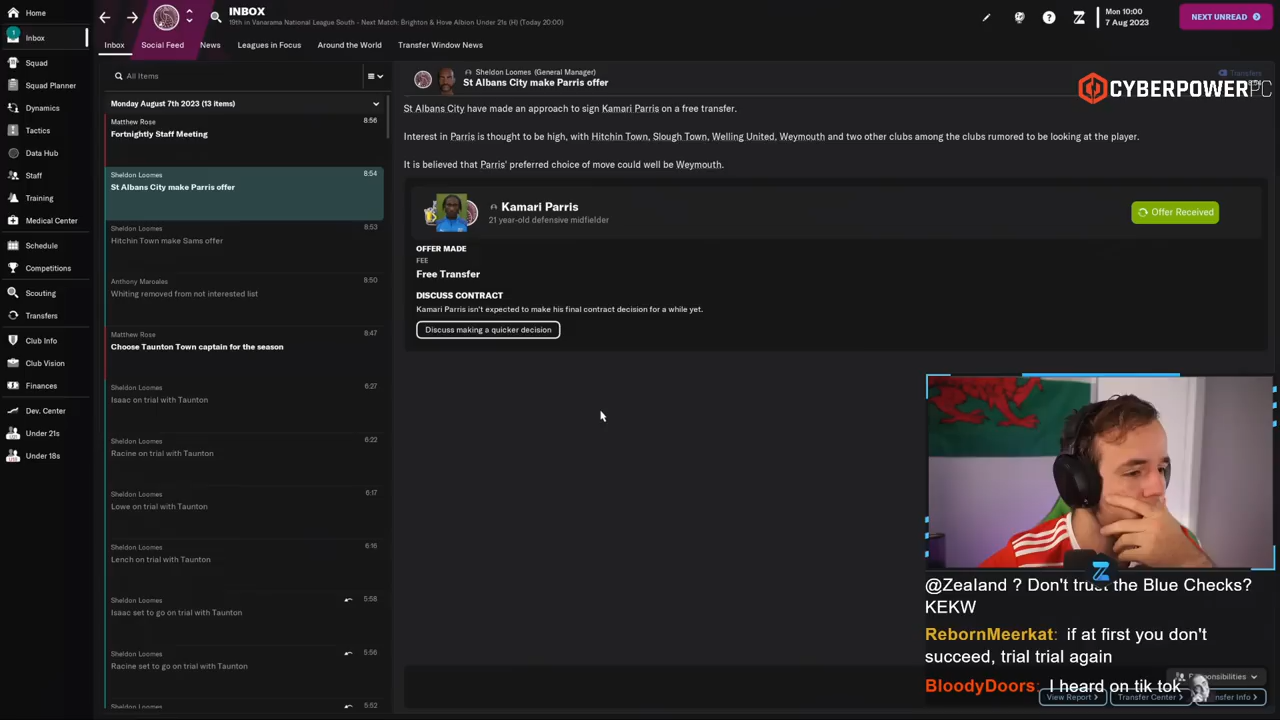 Home
Inbox
Squad
Squad Planner
Dynamics
Tactics
Data Hub
Staff
Training
Medical Center
Schedule
Competitions
Scouting
Transfers
Club Info
Club Vision
Finances
Dev. Center
Under 21s
Under 18s
1
INBOX
19th in Vanarama National League South - Next Match: Brighton & Hove Albion Under 21s (H) (Today 20:00)
Mon 10:00
7 Aug 2023
NEXT UNREAD
Inbox
Social Feed
News
Leagues in Focus
Around the World
Transfer Window News
All Items
Monday August 7th 2023 (13 items)
Matthew Rose 8:56
Fortnightly Staff Meeting
Sheldon Loomes 8:54
St Albans City make Parris offer
Sheldon Loomes 8:53
Hitchin Town make Sams offer
Anthony Maroales 8:50
Whiting removed from not interested list
Matthew Rose 8:47
Choose Taunton Town captain for the season
Sheldon Loomes 6:27
Isaac on trial with Taunton
Sheldon Loomes 6:22
Racine on trial with Taunton
Sheldon Loomes 6:17
Lowe on trial with Taunton
Sheldon Loomes 6:16
Lench on trial with Taunton
Sheldon Loomes 5:58
Isaac set to go on trial with Taunton
Sheldon Loomes 5:56
Racine set to go on trial with Taunton
Sheldon Loomes 5:52
Sheldon Loomes (General Manager)
St Albans City make Parris offer
Transfers
CYBERPOWERPC
St Albans City have made an approach to sign Kamari Parris on a free transfer.
Interest in Parris is thought to be high, with Hitchin Town, Slough Town, Welling United, Weymouth and two other clubs among the clubs rumored to be looking at the player.
It is believed that Parris' preferred choice of move could well be Weymouth.
Kamari Parris
21 year-old defensive midfielder
Offer Received
OFFER MADE
FEE
Free Transfer
DISCUSS CONTRACT
Kamari Parris isn't expected to make his final contract decision for a while yet.
Discuss making a quicker decision
@Zealand ? Don't trust the Blue Checks?
KEKW
RebornMeerkat: if at first you don't
succeed, trial trial again
BloodyDoors: I heard on tik tok
View Report
Transfer Center